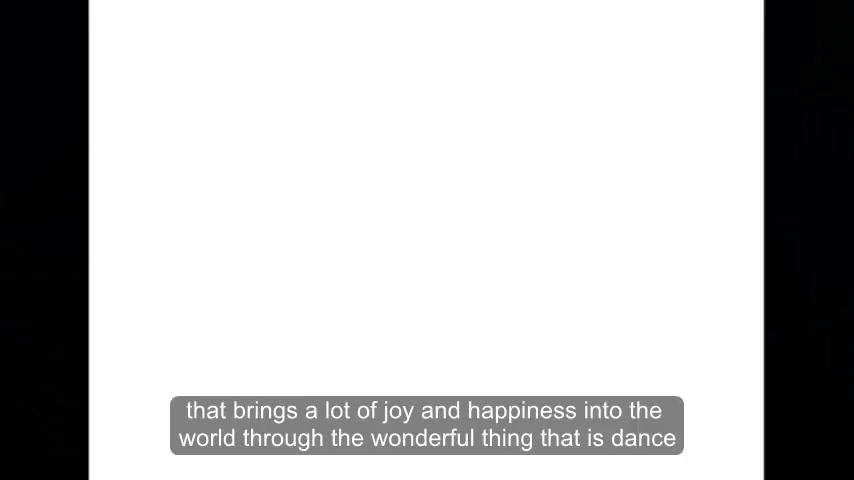 that brings a lot of joy and happiness into the
world through the wonderful thing that is dance